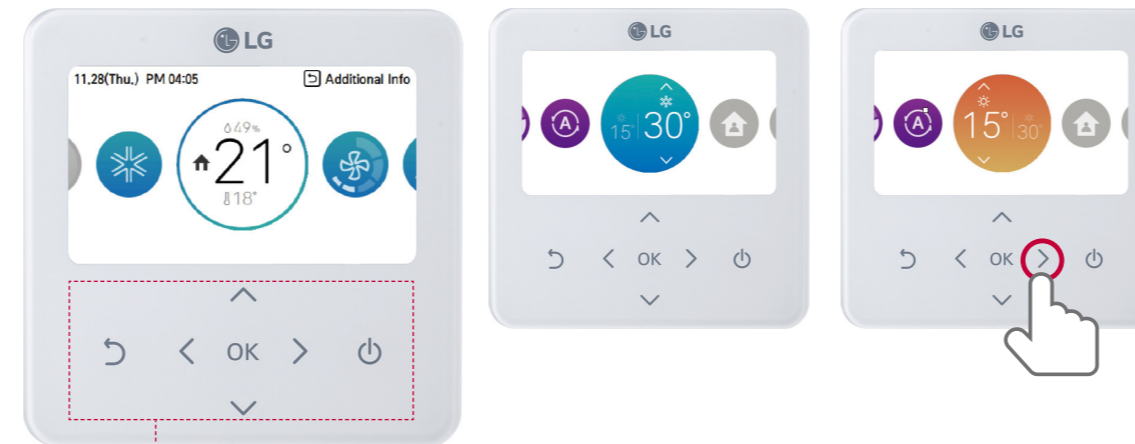 LG
11.28(Thu.) PM 04:05 Additional Info
49%
21°
18°
OK
LG
A
15° 30°
OK
LG
A
15° 30°
OK